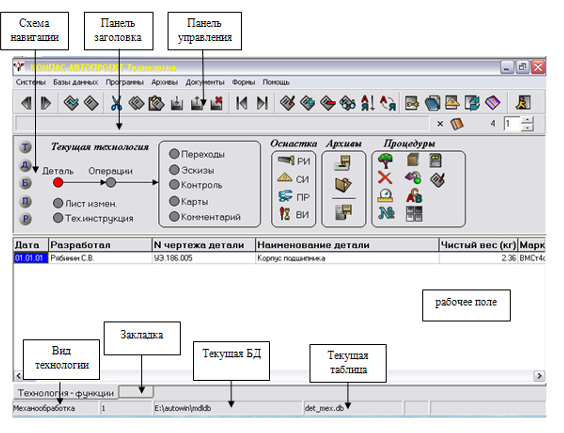 Схема
навигации
Панель
заголовка
Панель
управления
КОМПАС-АВТОПРОЕКТ-Технология
Системы Базы данных Программы Архивы Документы Формы Помощь
4 1
Т
Д
Б
П
Р
Текущая технология
Деталь Операции
Лист измен.
Тех.инструкция
Переходы
Эскизы
Контроль
Карты
Комментарий
Оснастка
РИ
СИ
ПР
ВИ
Архивы
Процедуры
Дата Разработал N чертежа детали Наименование детали Чистый вес (кг) Марк
01.01.01 Рябинин С.В. УЭ.186.005 Корпус подшипника 2.36 ВМСт4с
рабочее поле
Вид
технологии
Закладка
Текущая БД
Текущая
таблица
Технология-функции
Механообработка 1 E:\autowin\mdldb det_mex.db